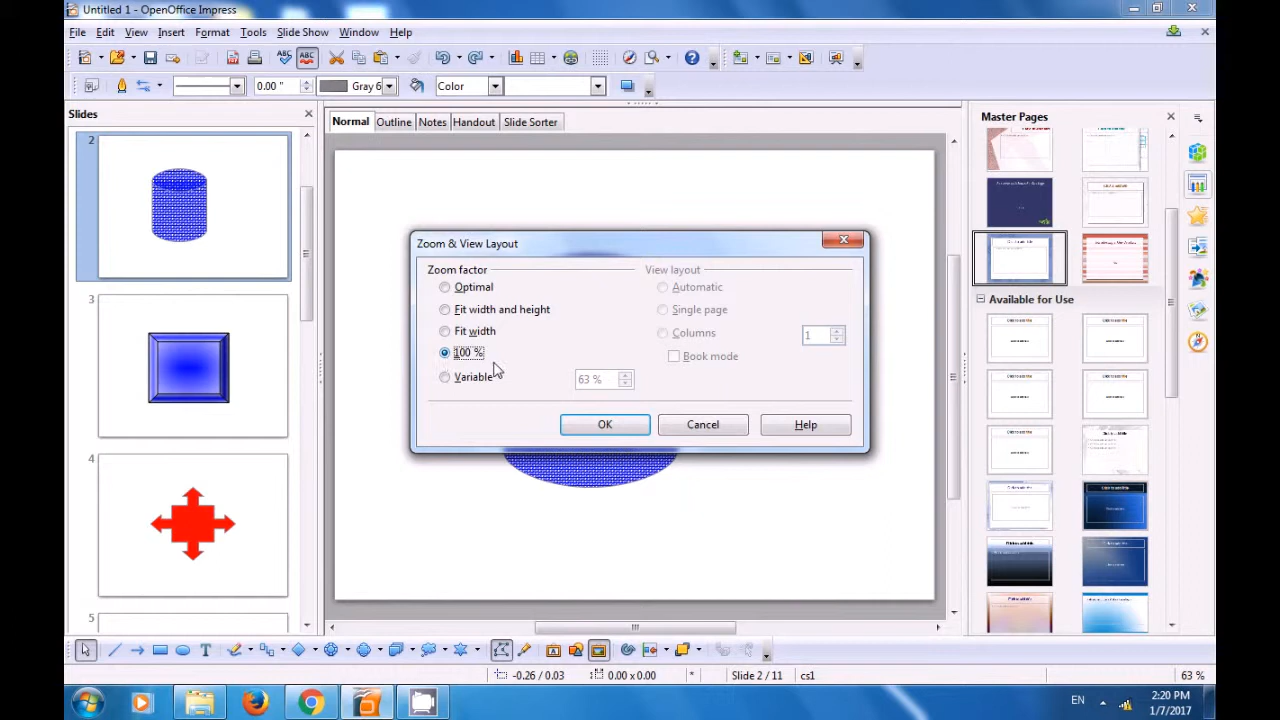 Untitled 1 - OpenOffice Impress
File Edit View Insert Format Tools Slide Show Window Help
ABC ABC
0.00 " Gray 6 Color
Slides
Normal Outline Notes Handout Slide Sorter
Master Pages
2
3
4
5
Zoom & View Layout
Zoom factor
Optimal
Fit width and height
Fit width
100 %
Variable
63 %
View layout
Automatic
Single page
Columns
1
Book mode
OK Cancel Help
Available for Use
-0.26 / 0.03 0.00 x 0.00 * Slide 2 / 11 cs1 63 %
EN
2:20 PM
1/7/2017